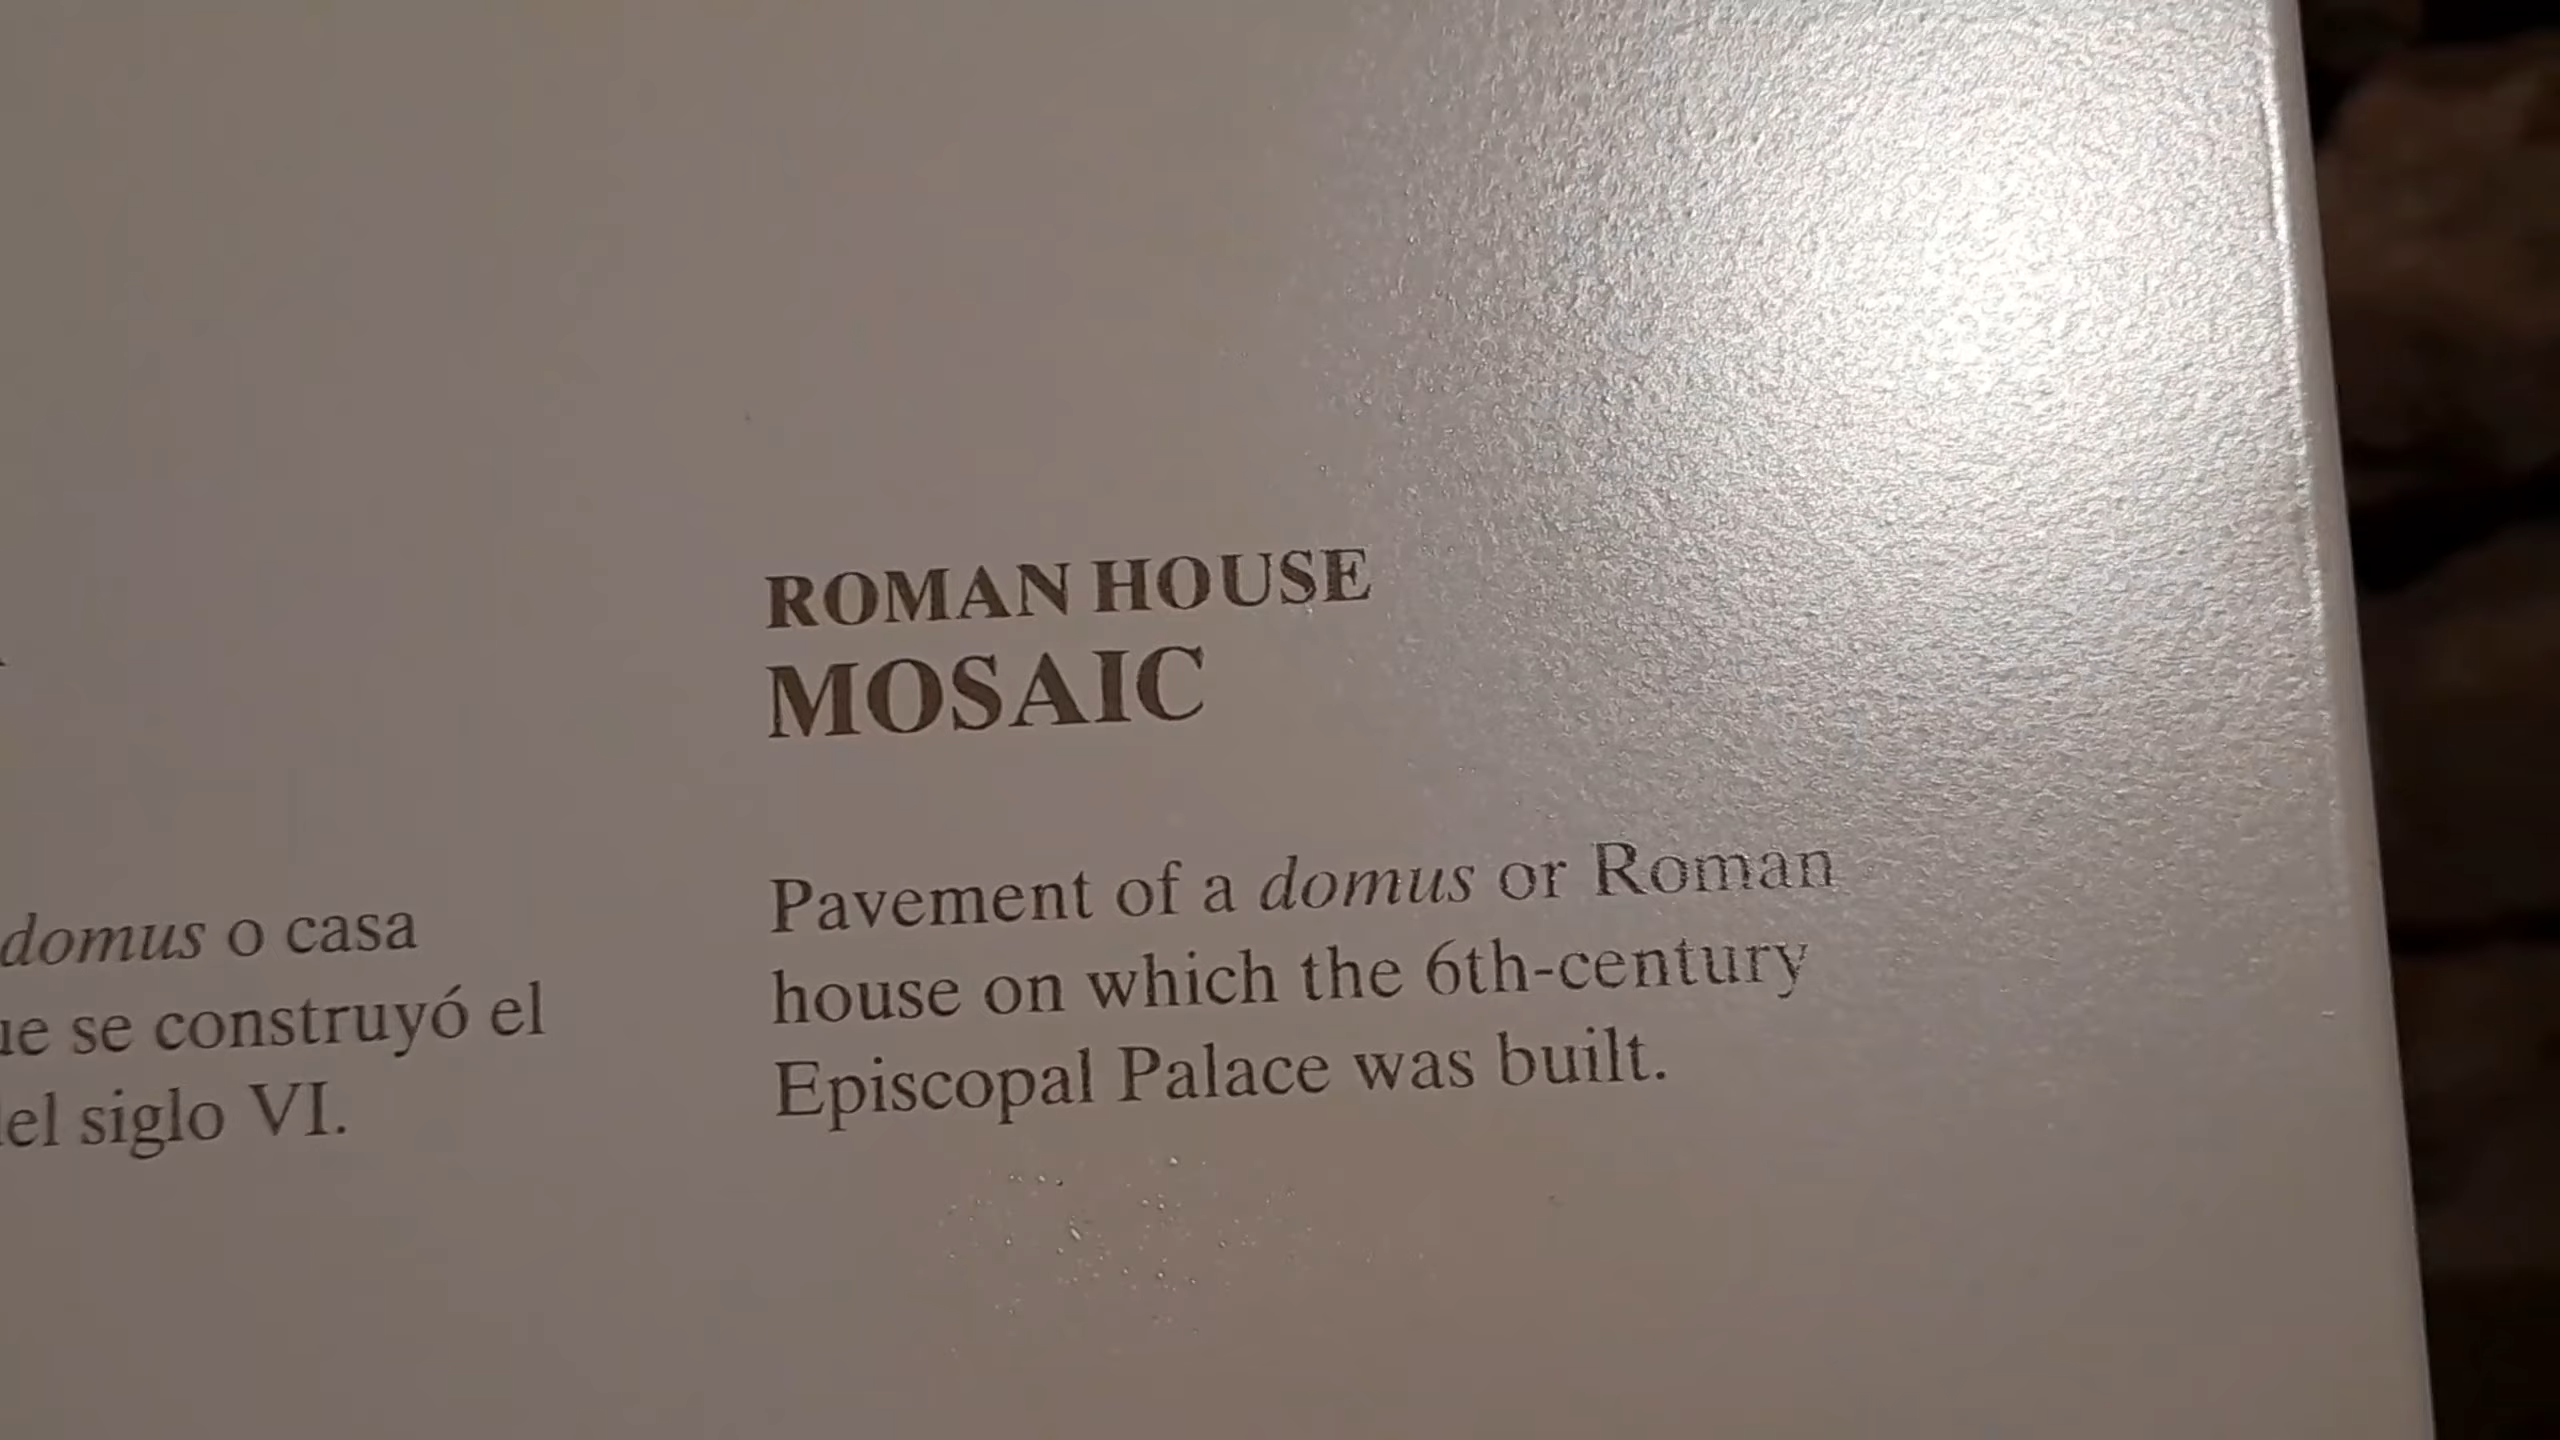 domus o casa
se construyó el
siglo VI.
ROMAN HOUSE
MOSAIC
Pavement of a domus or Roman
house on which the 6th-century
Episcopal Palace was built.